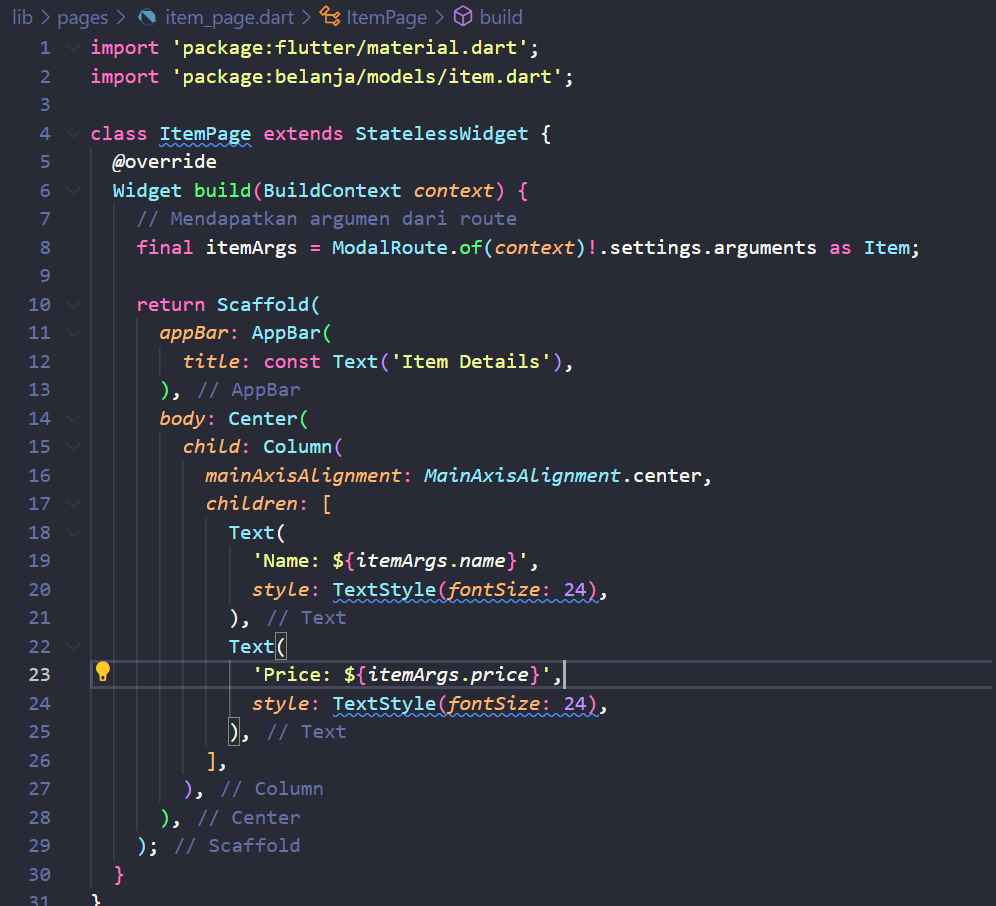 lib > pages > item_page.dart > ItemPage > build
1 import 'package:flutter/material.dart';
2 import 'package:belanja/models/item.dart';
3
4 class ItemPage extends StatelessWidget {
5   @override
6   Widget build(BuildContext context) {
7     // Mendapatkan argumen dari route
8     final itemArgs = ModalRoute.of(context)!.settings.arguments as Item;
9
10     return Scaffold(
11       appBar: AppBar(
12         title: const Text('Item Details'),
13       ), // AppBar
14       body: Center(
15         child: Column(
16           mainAxisAlignment: MainAxisAlignment.center,
17           children: [
18             Text(
19               'Name: ${itemArgs.name}',
20               style: TextStyle(fontSize: 24),
21             ), // Text
22             Text(
23               'Price: ${itemArgs.price}',
24               style: TextStyle(fontSize: 24),
25             ), // Text
26           ],
27         ), // Column
28       ), // Center
29     ); // Scaffold
30   }
31 }